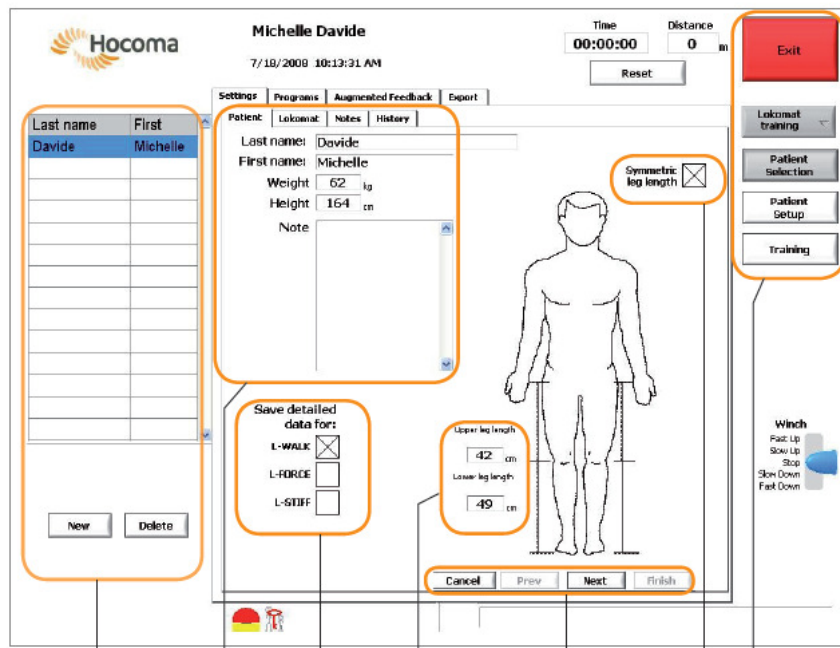 Hocoma
Michelle Davide
7/18/2008 10:13:31 AM
Time
Distance
00:00:00
0 m
Reset
Exit
Lokomat training
Patient Selection
Patient Setup
Training
Last name First
Davide Michelle
New Delete
Settings Programs Augmented Feedback Export
Patient Lokomat Notes History
Last name: Davide
First name: Michelle
Weight 62 kg
Height 164 cm
Note
Symmetric
leg length
Save detailed
data for:
L-WALK
L-FORCE
L-STIFF
Upper leg length
42 cm
Lower leg length
49 cm
Cancel Prev Next Finish
Winch
Fast Up
Slow Up
Stop
Slow Down
Fast Down